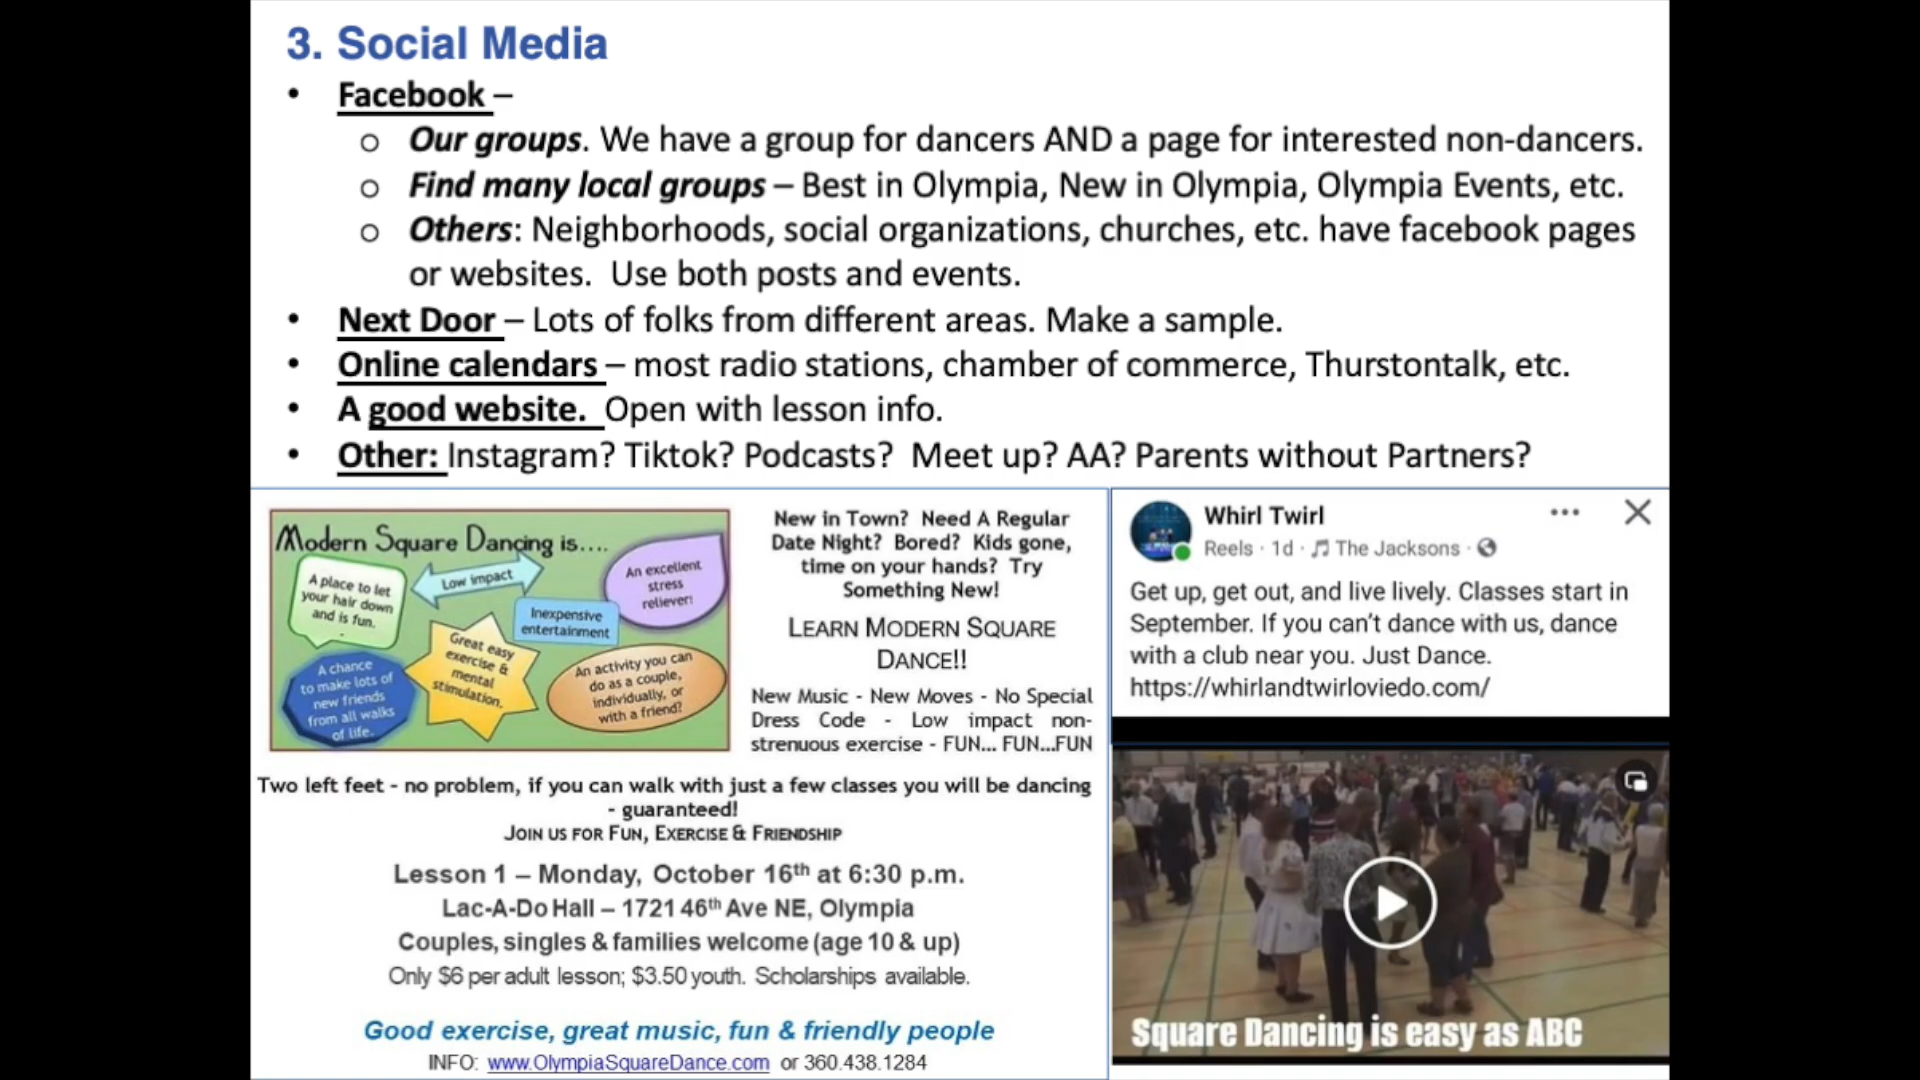 3. Social Media
• Facebook –
o Our groups. We have a group for dancers AND a page for interested non-dancers.
o Find many local groups – Best in Olympia, New in Olympia, Olympia Events, etc.
o Others: Neighborhoods, social organizations, churches, etc. have facebook pages
or websites. Use both posts and events.
• Next Door – Lots of folks from different areas. Make a sample.
• Online calendars – most radio stations, chamber of commerce, Thurstontalk, etc.
• A good website. Open with lesson info.
• Other: Instagram? Tiktok? Podcasts? Meet up? AA? Parents without Partners?
Modern Square Dancing is....
A place to let
your hair down
and is fun.
Low impact
An excellent
stress
reliever!
Inexpensive
entertainment
Great easy
exercise &
mental
stimulation.
A chance
to make lots of
new friends
from all walks
of life.
An activity you can
do as a couple,
individually, or
with a friend?
New in Town? Need A Regular
Date Night? Bored? Kids gone,
time on your hands? Try
Something New!
LEARN MODERN SQUARE
DANCE!!
New Music - New Moves - No Special
Dress Code - Low impact non-
strenuous exercise - FUN... FUN...FUN
Two left feet - no problem, if you can walk with just a few classes you will be dancing
- guaranteed!
JOIN US FOR FUN, EXERCISE & FRIENDSHIP
Lesson 1 – Monday, October 16th at 6:30 p.m.
Lac-A-Do Hall – 1721 46th Ave NE, Olympia
Couples, singles & families welcome (age 10 & up)
Only $6 per adult lesson; $3.50 youth. Scholarships available.
Good exercise, great music, fun & friendly people
INFO: www.OlympiaSquareDance.com or 360.438.1284
Whirl Twirl
Reels · 1d · The Jacksons ·
Get up, get out, and live lively. Classes start in
September. If you can't dance with us, dance
with a club near you. Just Dance.
https://whirlandtwirloviedo.com/
Square Dancing is easy as ABC